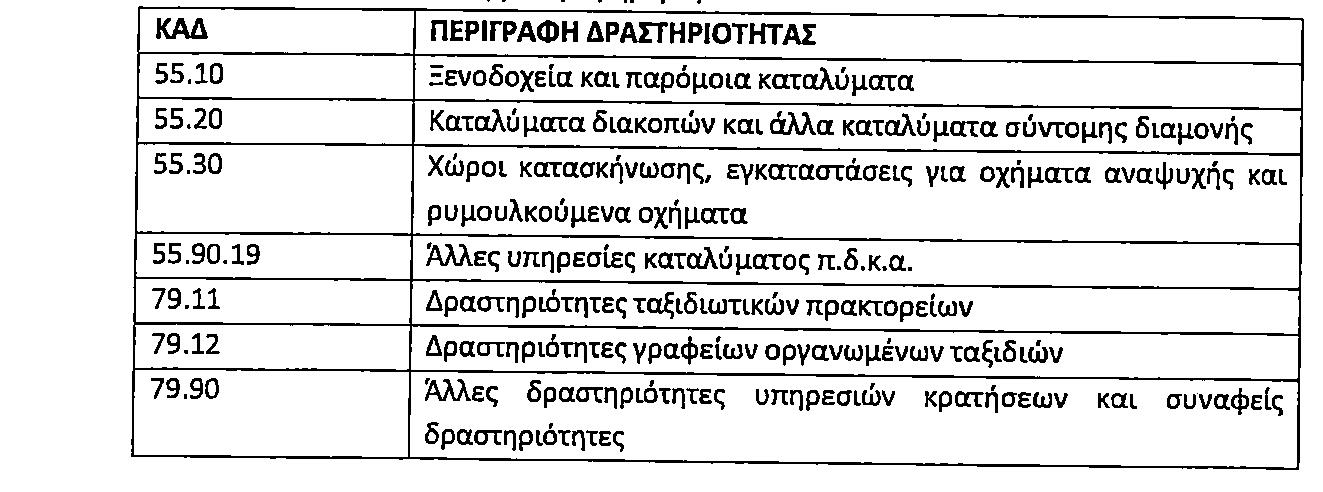 ΚΑΔ ΠΕΡΙΓΡΑΦΗ ΔΡΑΣΤΗΡΙΟΤΗΤΑΣ
55.10 Ξενοδοχεία και παρόμοια καταλύματα
55.20 Καταλύματα διακοπών και άλλα καταλύματα σύντομης διαμονής
55.30 Χώροι κατασκήνωσης, εγκαταστάσεις για οχήματα αναψυχής και
ρυμουλκούμενα οχήματα
55.90.19 Άλλες υπηρεσίες καταλύματος π.δ.κ.α.
79.11 Δραστηριότητες ταξιδιωτικών πρακτορείων
79.12 Δραστηριότητες γραφείων οργανωμένων ταξιδιών
79.90 Άλλες δραστηριότητες υπηρεσιών κρατήσεων και συναφείς
δραστηριότητες